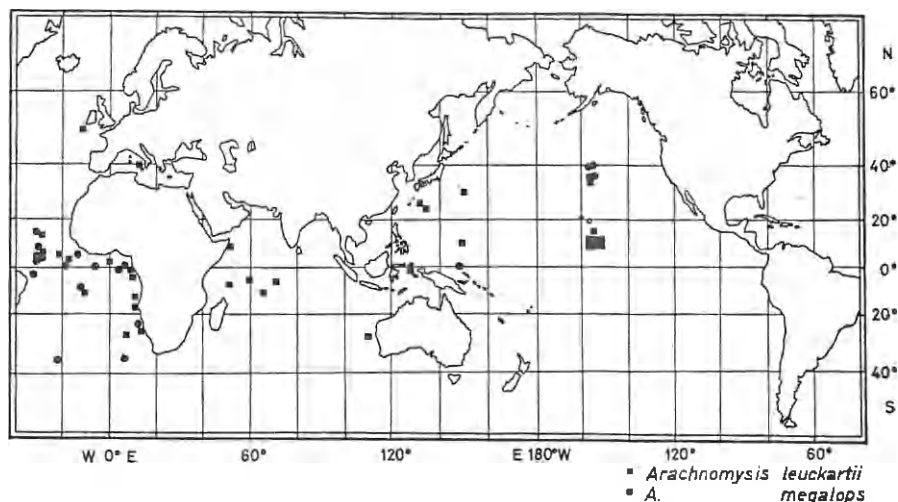 N
60°
40°
20°
0°
20°
40°
S
W 0° E 60° 120° E 180° W 120° 60°
▪ Arachnomysis leuckartii
• A. megalops